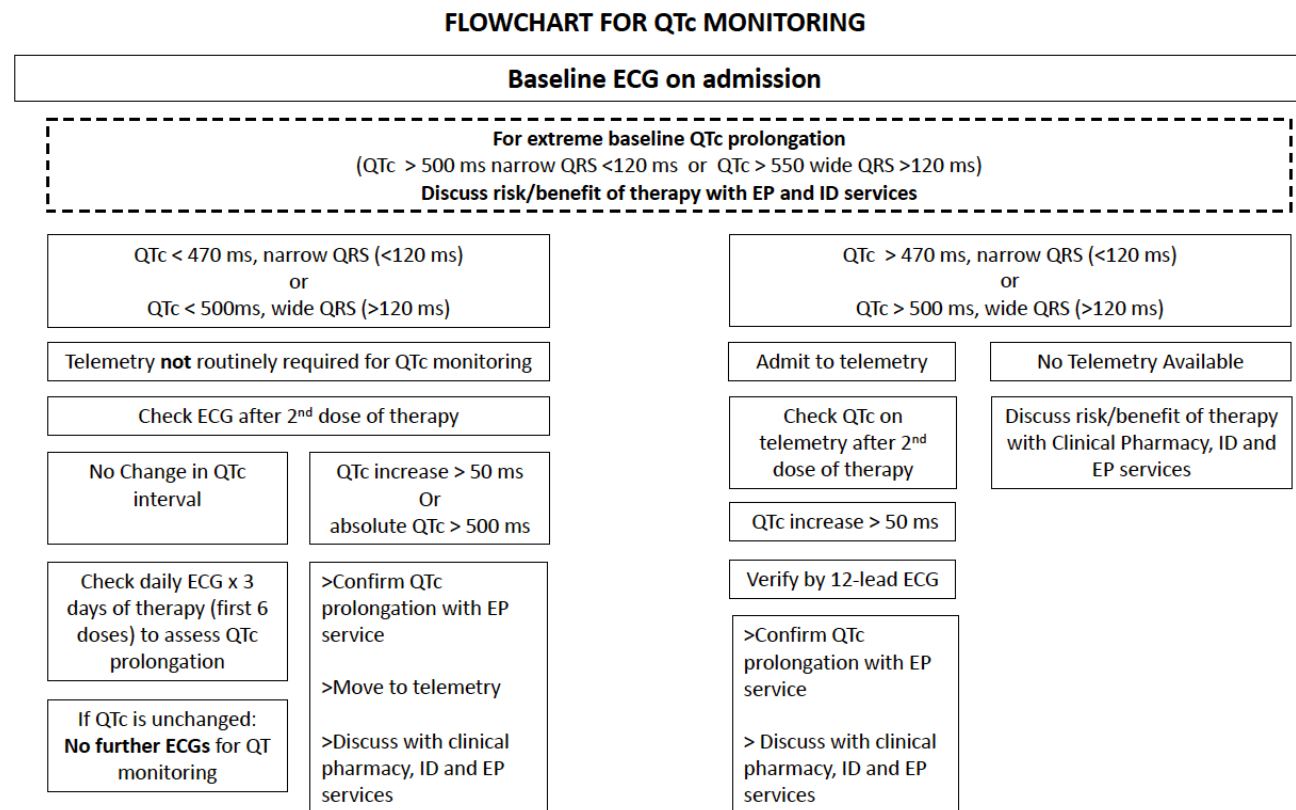 FLOWCHART FOR QTc MONITORING
Baseline ECG on admission
For extreme baseline QTc prolongation
(QTc > 500 ms narrow QRS <120 ms or QTc > 550 wide QRS >120 ms)
Discuss risk/benefit of therapy with EP and ID services
QTc < 470 ms, narrow QRS (<120 ms)
or
QTc < 500ms, wide QRS (>120 ms)
Telemetry not routinely required for QTc monitoring
Check ECG after 2nd dose of therapy
No Change in QTc
interval
Check daily ECG x 3
days of therapy (first 6
doses) to assess QTc
prolongation
If QTc is unchanged:
No further ECGs for QT
monitoring
QTc increase > 50 ms
Or
absolute QTc > 500 ms
>Confirm QTc
prolongation with EP
service
>Move to telemetry
>Discuss with clinical
pharmacy, ID and EP
services
QTc > 470 ms, narrow QRS (<120 ms)
or
QTc > 500 ms, wide QRS (>120 ms)
Admit to telemetry
Check QTc on
telemetry after 2nd
dose of therapy
QTc increase > 50 ms
Verify by 12-lead ECG
>Confirm QTc
prolongation with EP
service
> Discuss with clinical
pharmacy, ID and EP
services
No Telemetry Available
Discuss risk/benefit of therapy
with Clinical Pharmacy, ID and
EP services